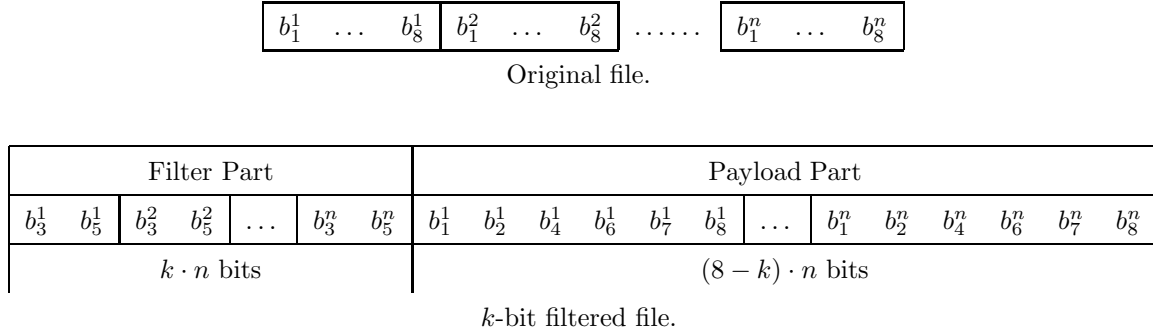 $b_1^1$ … $b_8^1$ $b_1^2$ … $b_8^2$ …… $b_1^n$ … $b_8^n$
Original file.
Filter Part Payload Part
$b_3^1$ $b_5^1$ $b_3^2$ $b_5^2$ … $b_3^n$ $b_5^n$ $b_1^1$ $b_2^1$ $b_4^1$ $b_6^1$ $b_7^1$ $b_8^1$ … $b_1^n$ $b_2^n$ $b_4^n$ $b_6^n$ $b_7^n$ $b_8^n$
$k \cdot n$ bits $(8 - k) \cdot n$ bits
$k$-bit filtered file.